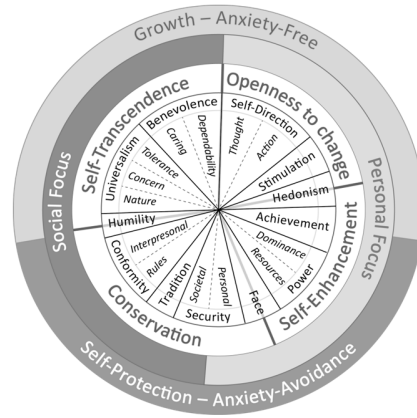 Growth – Anxiety-Free
Social Focus
Personal Focus
Self-Protection – Anxiety-Avoidance
Self-Transcendence
Openness to change
Self-Enhancement
Conservation
Benevolence
Caring
Dependability
Self-Direction
Thought
Action
Stimulation
Hedonism
Achievement
Power
Dominance
Resources
Face
Security
Personal
Societal
Tradition
Conformity
Rules
Interpresonal
Humility
Universalism
Nature
Concern
Tolerance